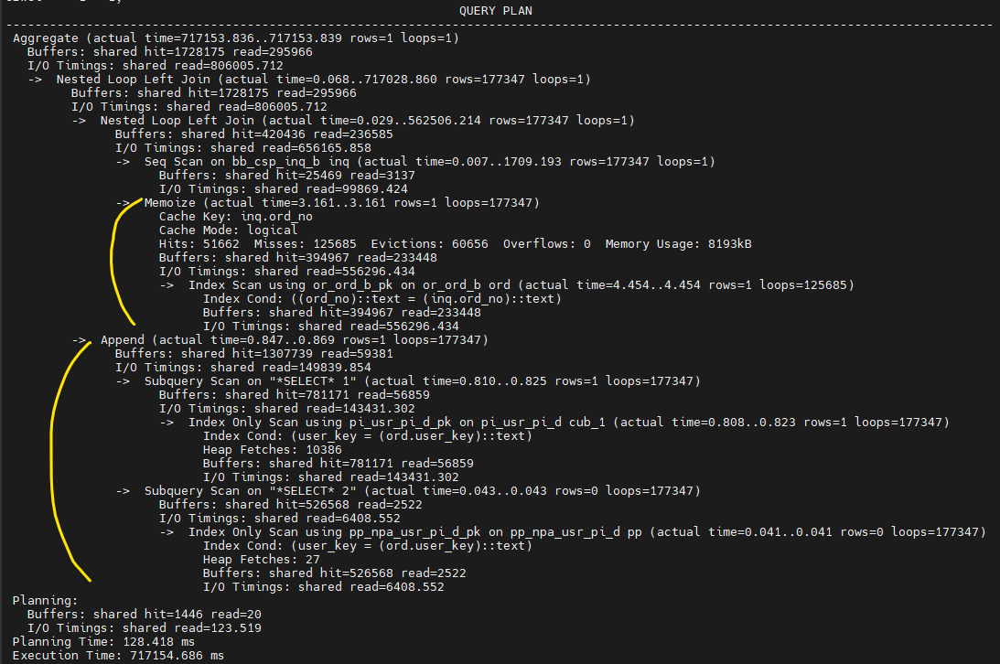 QUERY PLAN
--------------------------------------------------------------------------------------------------------------------------------------
Aggregate (actual time=717153.836..717153.839 rows=1 loops=1)
  Buffers: shared hit=1728175 read=295966
  I/O Timings: shared read=806005.712
  ->  Nested Loop Left Join (actual time=0.068..717028.860 rows=177347 loops=1)
        Buffers: shared hit=1728175 read=295966
        I/O Timings: shared read=806005.712
        ->  Nested Loop Left Join (actual time=0.029..562506.214 rows=177347 loops=1)
              Buffers: shared hit=420436 read=236585
              I/O Timings: shared read=656165.858
              ->  Seq Scan on bb_csp_inq_b inq (actual time=0.007..1709.193 rows=177347 loops=1)
                    Buffers: shared hit=25469 read=3137
                    I/O Timings: shared read=99869.424
              ->  Memoize (actual time=3.161..3.161 rows=1 loops=177347)
                    Cache Key: inq.ord_no
                    Cache Mode: logical
                    Hits: 51662  Misses: 125685  Evictions: 60656  Overflows: 0  Memory Usage: 8193kB
                    Buffers: shared hit=394967 read=233448
                    I/O Timings: shared read=556296.434
                    ->  Index Scan using or_ord_b_pk on or_ord_b ord (actual time=4.454..4.454 rows=1 loops=125685)
                          Index Cond: ((ord_no)::text = (inq.ord_no)::text)
                          Buffers: shared hit=394967 read=233448
                          I/O Timings: shared read=556296.434
        ->  Append (actual time=0.847..0.869 rows=1 loops=177347)
              Buffers: shared hit=1307739 read=59381
              I/O Timings: shared read=149839.854
              ->  Subquery Scan on "*SELECT* 1" (actual time=0.810..0.825 rows=1 loops=177347)
                    Buffers: shared hit=781171 read=56859
                    I/O Timings: shared read=143431.302
                    ->  Index Only Scan using pi_usr_pi_d_pk on pi_usr_pi_d cub_1 (actual time=0.808..0.823 rows=1 loops=177347)
                          Index Cond: (user_key = (ord.user_key)::text)
                          Heap Fetches: 10386
                          Buffers: shared hit=781171 read=56859
                          I/O Timings: shared read=143431.302
              ->  Subquery Scan on "*SELECT* 2" (actual time=0.043..0.043 rows=0 loops=177347)
                    Buffers: shared hit=526568 read=2522
                    I/O Timings: shared read=6408.552
                    ->  Index Only Scan using pp_npa_usr_pi_d_pk on pp_npa_usr_pi_d pp (actual time=0.041..0.041 rows=0 loops=177347)
                          Index Cond: (user_key = (ord.user_key)::text)
                          Heap Fetches: 27
                          Buffers: shared hit=526568 read=2522
                          I/O Timings: shared read=6408.552
Planning:
  Buffers: shared hit=1446 read=20
  I/O Timings: shared read=123.519
Planning Time: 128.418 ms
Execution Time: 717154.686 ms